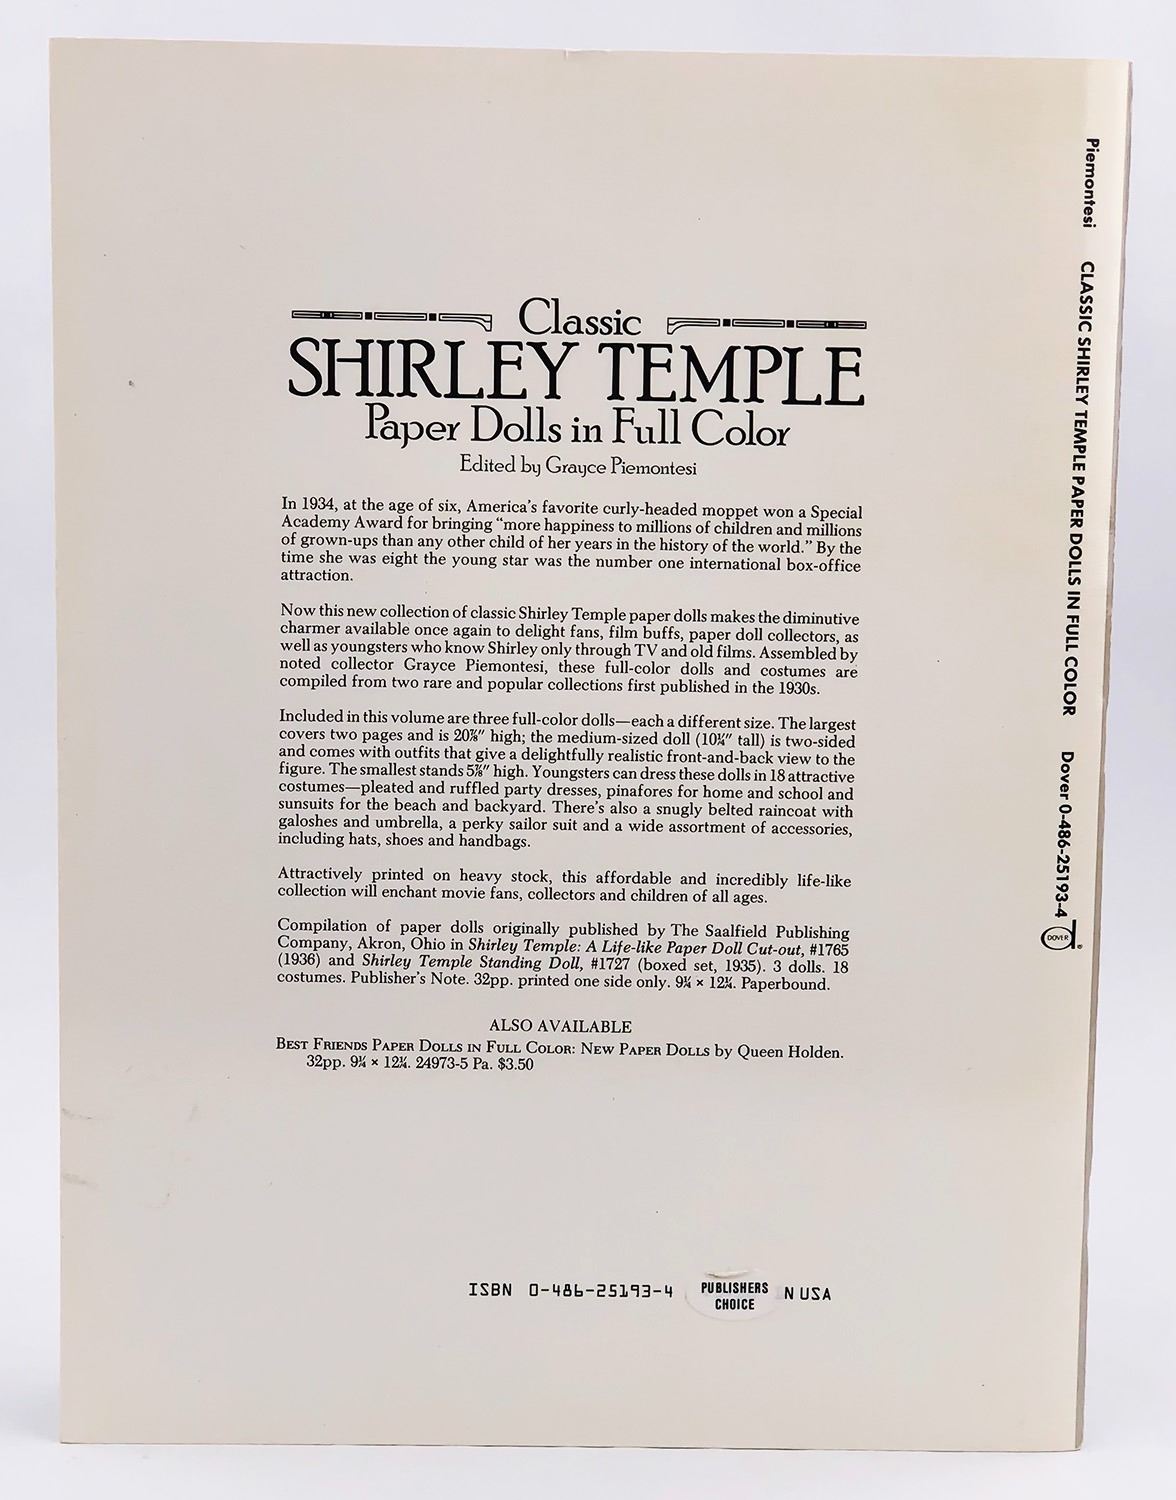 Classic
SHIRLEY TEMPLE
Paper Dolls in Full Color
Edited by Grayce Piemontesi
In 1934, at the age of six, America's favorite curly-headed moppet won a Special
Academy Award for bringing "more happiness to millions of children and millions
of grown-ups than any other child of her years in the history of the world." By the
time she was eight the young star was the number one international box-office
attraction.
Now this new collection of classic Shirley Temple paper dolls makes the diminutive
charmer available once again to delight fans, film buffs, paper doll collectors, as
well as youngsters who know Shirley only through TV and old films. Assembled by
noted collector Grayce Piemontesi, these full-color dolls and costumes are
compiled from two rare and popular collections first published in the 1930s.
Included in this volume are three full-color dolls—each a different size. The largest
covers two pages and is 20⅞″ high; the medium-sized doll (10¼″ tall) is two-sided
and comes with outfits that give a delightfully realistic front-and-back view to the
figure. The smallest stands 5⅞″ high. Youngsters can dress these dolls in 18 attractive
costumes—pleated and ruffled party dresses, pinafores for home and school and
sunsuits for the beach and backyard. There's also a snugly belted raincoat with
galoshes and umbrella, a perky sailor suit and a wide assortment of accessories,
including hats, shoes and handbags.
Attractively printed on heavy stock, this affordable and incredibly life-like
collection will enchant movie fans, collectors and children of all ages.
Compilation of paper dolls originally published by The Saalfield Publishing
Company, Akron, Ohio in Shirley Temple: A Life-like Paper Doll Cut-out, #1765
(1936) and Shirley Temple Standing Doll, #1727 (boxed set, 1935). 3 dolls. 18
costumes. Publisher's Note. 32pp. printed one side only. 9¼ × 12¼. Paperbound.
ALSO AVAILABLE
BEST FRIENDS PAPER DOLLS IN FULL COLOR: NEW PAPER DOLLS by Queen Holden.
32pp. 9¼ × 12¼. 24973-5 Pa. $3.50
ISBN 0-486-25193-4
PUBLISHERS
CHOICE
N USA
Piemontesi CLASSIC SHIRLEY TEMPLE PAPER DOLLS IN FULL COLOR Dover 0-486-25193-4
DOVER